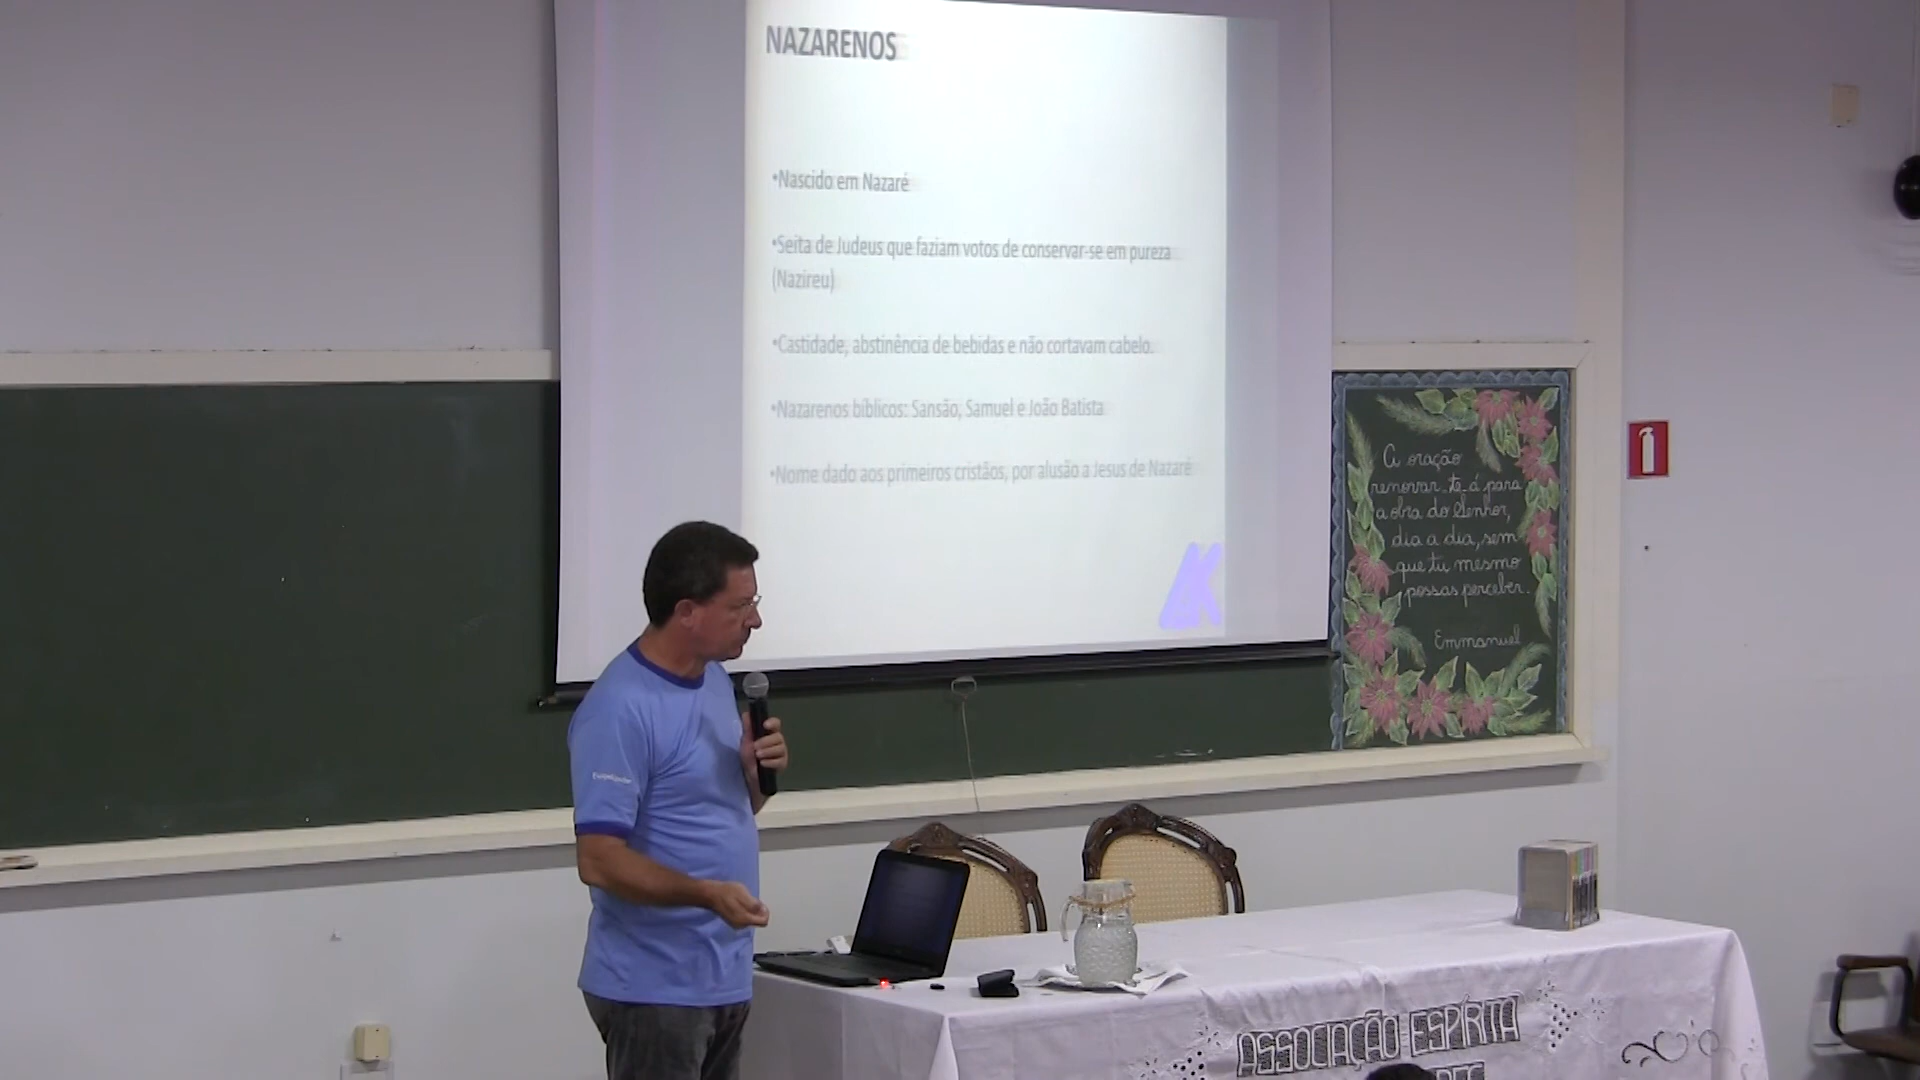 NAZARENOS
•Nascido em Nazaré
•Seita de Judeus que faziam votos de conservar-se em pureza
(Nazireu)
•Castidade, abstinência de bebidas e não cortavam cabelo.
•Nazarenos bíblicos: Sansão, Samuel e João Batista
•Nome dado aos primeiros cristãos, por alusão a Jesus de Nazaré
A oração
renovar-te-á para
a obra do Senhor,
dia a dia, sem
que tu mesmo
possas perceber.
Emmanuel
Evangelizador
ASSOCIAÇÃO ESPÍRITA